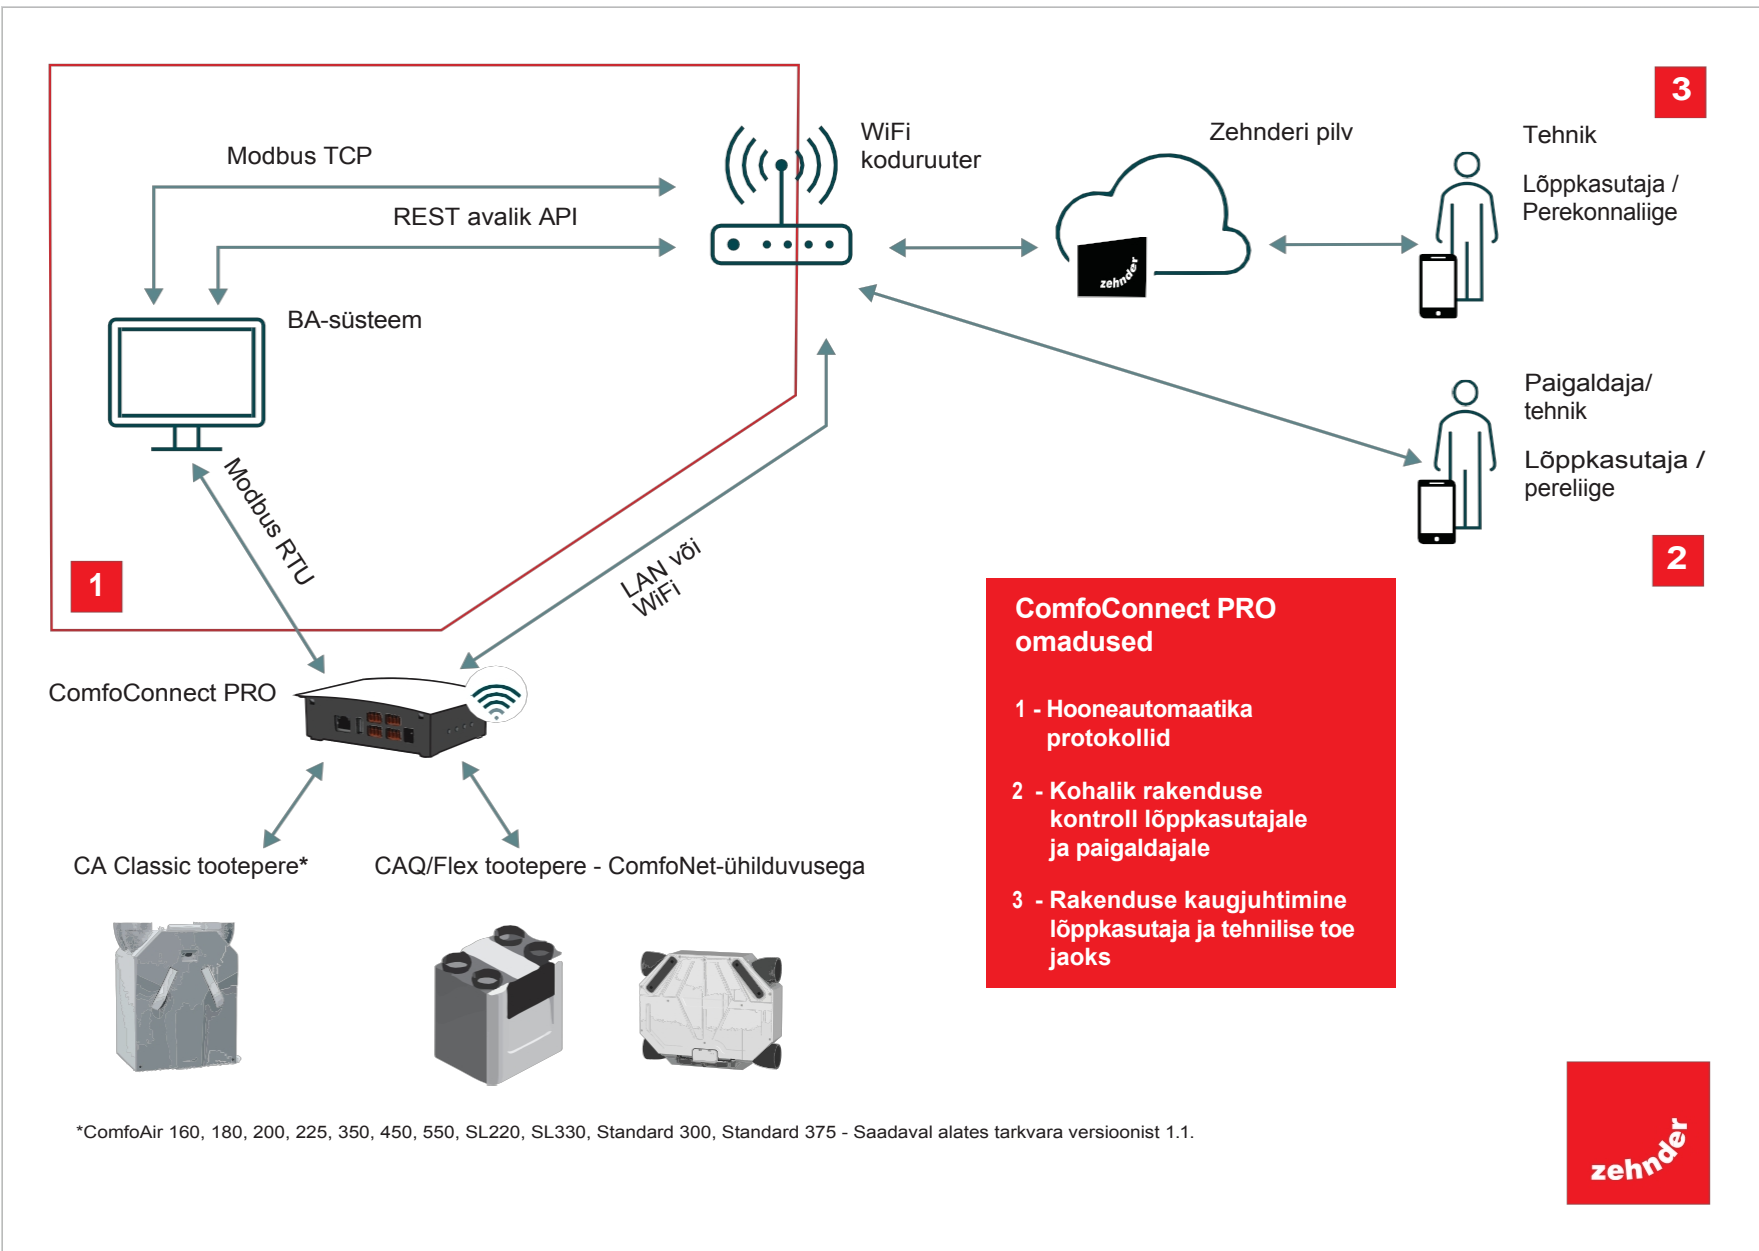 3
WiFi
koduruuter
Zehnderi pilv
Tehnik
Lõppkasutaja /
Perekonnaliige
Modbus TCP
REST avalik API
zehnder
BA-süsteem
Paigaldaja/
tehnik
Lõppkasutaja /
pereliige
Modbus RTU
LAN või
WiFi
1
2
ComfoConnect PRO
ComfoConnect PRO
omadused
1 - Hooneautomaatika
protokollid
2 - Kohalik rakenduse
kontroll lõppkasutajale
ja paigaldajale
3 - Rakenduse kaugjuhtimine
lõppkasutaja ja tehnilise toe
jaoks
CA Classic tootepere*
CAQ/Flex tootepere - ComfoNet-ühilduvusega
*ComfoAir 160, 180, 200, 225, 350, 450, 550, SL220, SL330, Standard 300, Standard 375 - Saadaval alates tarkvara versioonist 1.1.
zehnder